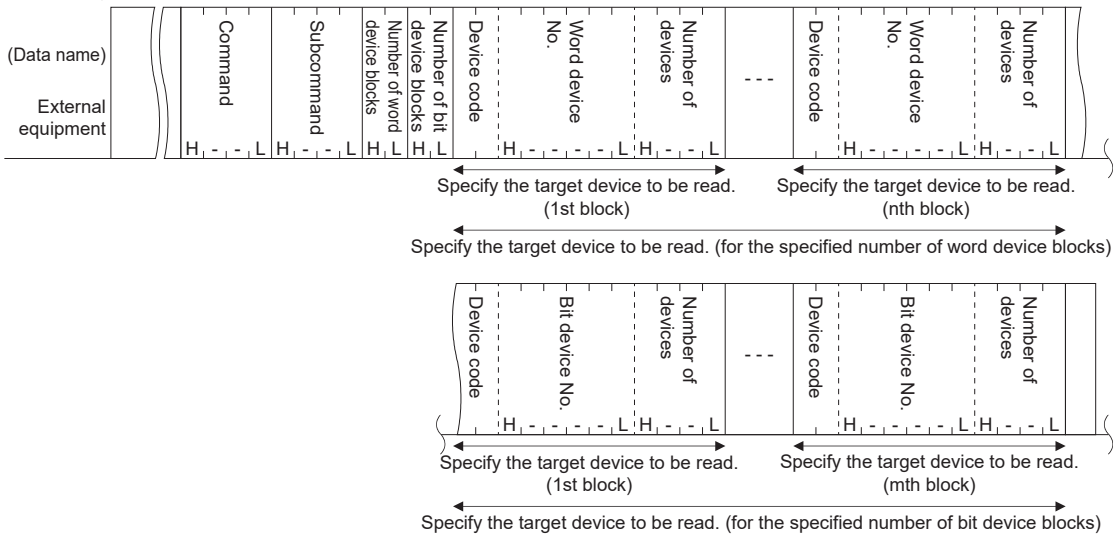 (Data name)
External
equipment
Command
Subcommand
Number of word
device blocks
Number of bit
device blocks
Device code
Word device
No.
Number of
devices
- - -
Device code
Word device
No.
Number of
devices
H - - L
H - - L
H L
H L
H - - - - L
H - - L
H - - - - L
H - - L
Specify the target device to be read.
(1st block)
Specify the target device to be read.
(nth block)
Specify the target device to be read. (for the specified number of word device blocks)
Device code
Bit device No.
Number of
devices
- - -
Device code
Bit device No.
Number of
devices
H - - - - L
H - - L
H - - - - L
H - - L
Specify the target device to be read.
(1st block)
Specify the target device to be read.
(mth block)
Specify the target device to be read. (for the specified number of bit device blocks)